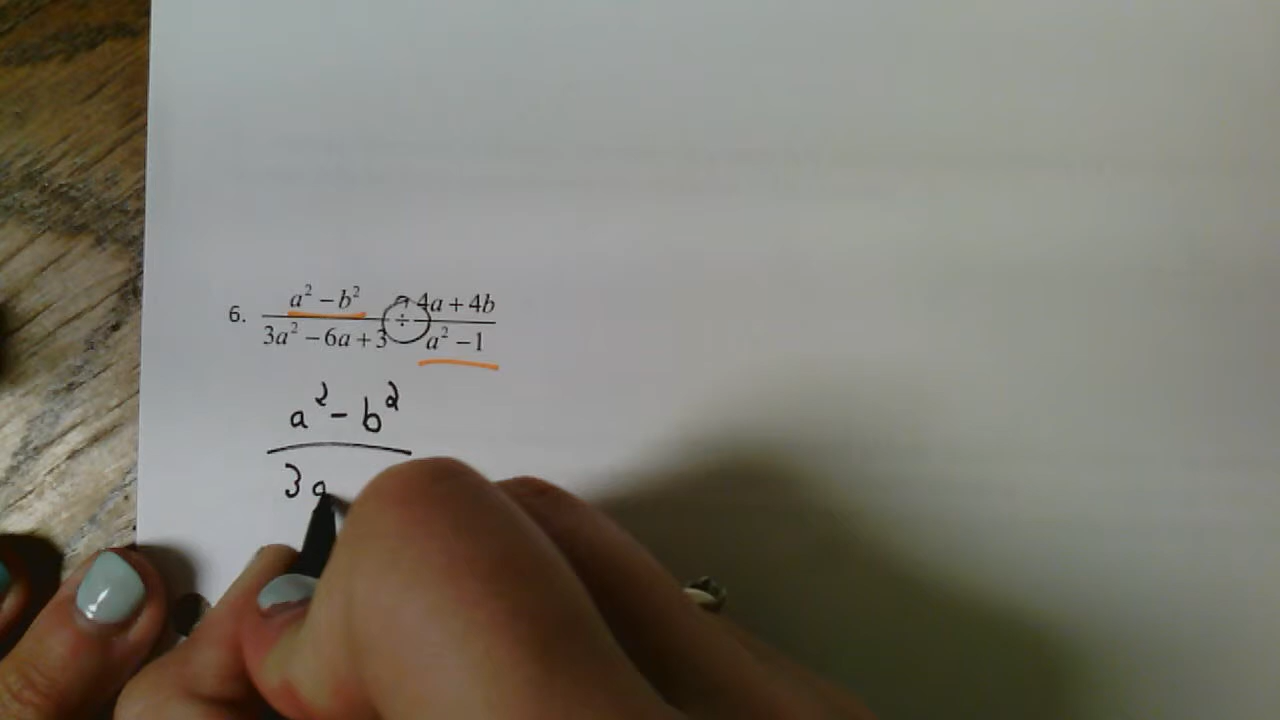 6. a² − b² / 3a² − 6a + 3 ÷ 4a + 4b / a² − 1
a² - b²
3a